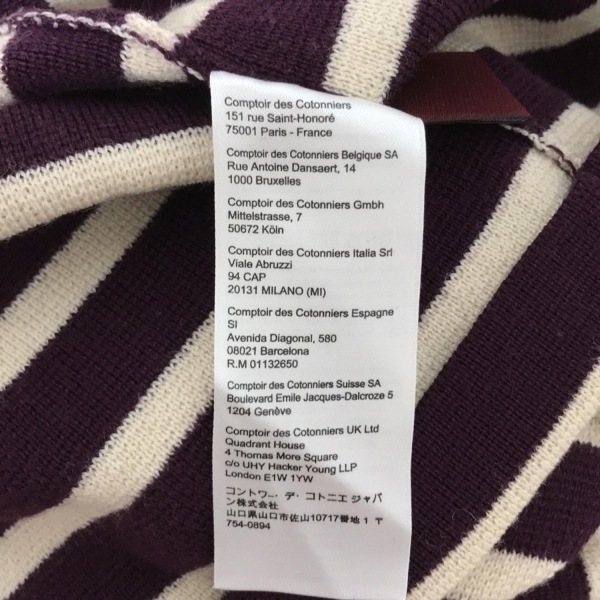 Comptoir des Cotonniers
151 rue Saint-Honoré
75001 Paris - France
Comptoir des Cotonniers Belgique SA
Rue Antoine Dansaert, 14
1000 Bruxelles
Comptoir des Cotonniers Gmbh
Mittelstrasse, 7
50672 Köln
Comptoir des Cotonniers Italia Srl
Viale Abruzzi
94 CAP
20131 MILANO (MI)
Comptoir des Cotonniers Espagne
Sl
Avenida Diagonal, 580
08021 Barcelona
R.M 01132650
Comptoir des Cotonniers Suisse SA
Boulevard Emile Jacques-Dalcroze 5
1204 Genève
Comptoir des Cotonniers UK Ltd
Quadrant House
4 Thomas More Square
c/o UHY Hacker Young LLP
London E1W 1YW
コントワー・デ・コトニエ ジャパ
ン株式会社
山口県山口市佐山10717番地1 〒
754-0894